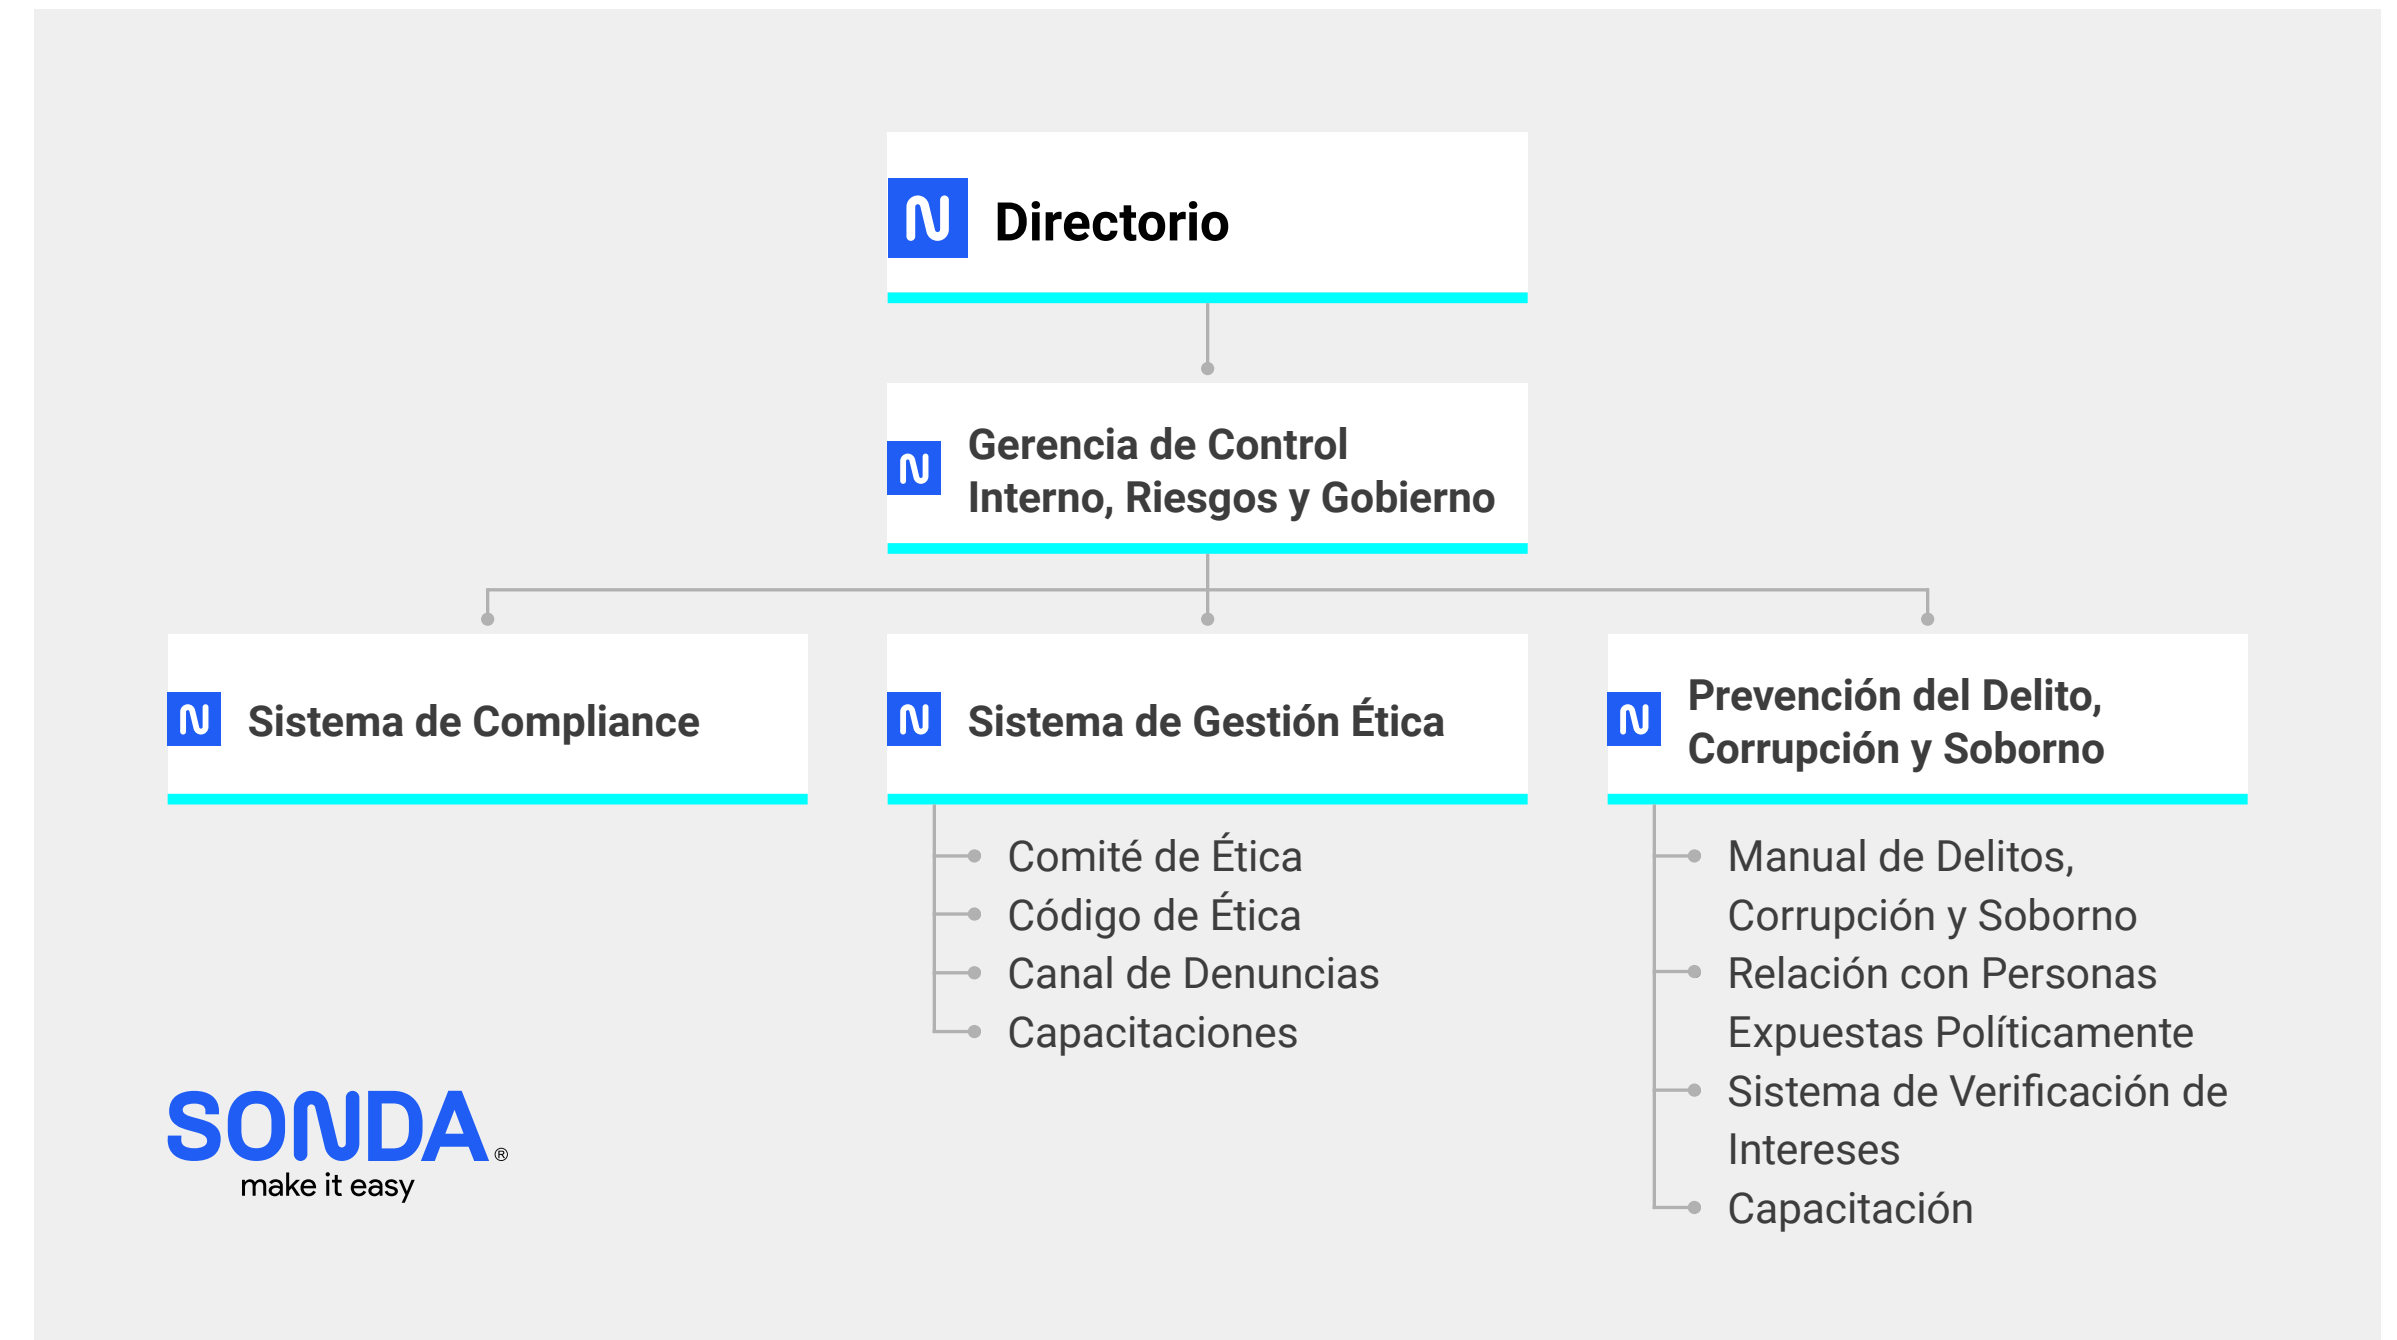 Directorio
Gerencia de Control
Interno, Riesgos y Gobierno
Sistema de Compliance
Sistema de Gestión Ética
Comité de Ética
Código de Ética
Canal de Denuncias
Capacitaciones
Prevención del Delito,
Corrupción y Soborno
Manual de Delitos,
Corrupción y Soborno
Relación con Personas
Expuestas Políticamente
Sistema de Verificación de
Intereses
Capacitación
SONDA®
make it easy